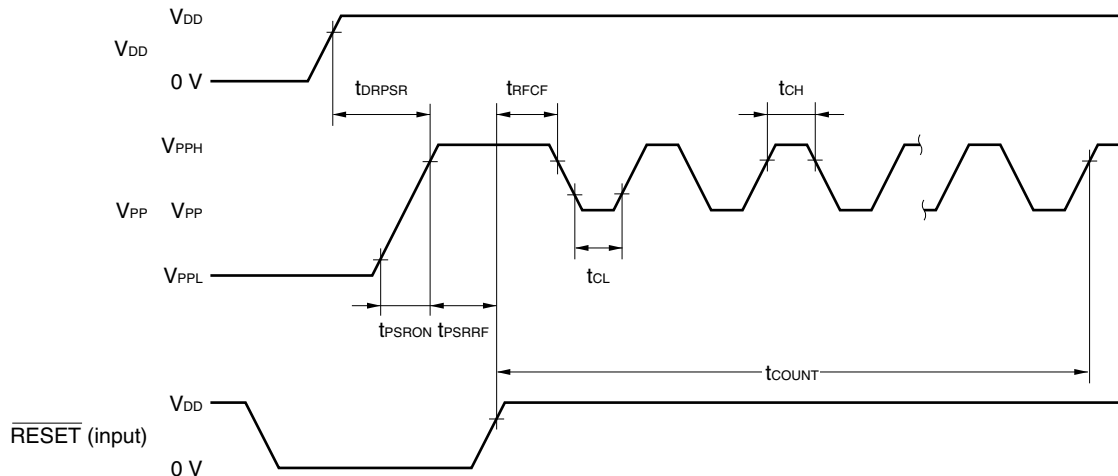 VDD
VDD
0 V
tDRPSR
tRFCF
tCH
VPPH
VPP VPP
tCL
VPPL
tPSRON tPSRRF
tCOUNT
VDD
RESET (input)
0 V